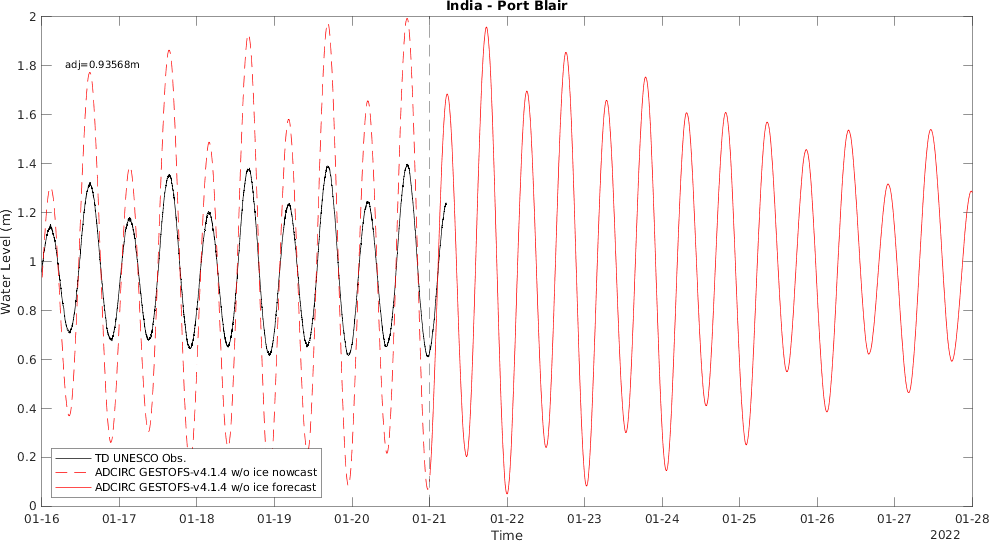 India - Port Blair
adj=0.93568m
2
1.8
1.6
1.4
1.2
1
0.8
0.6
0.4
0.2
0
Water Level (m)
TD UNESCO Obs.
ADCIRC GESTOFS-v4.1.4 w/o ice nowcast
ADCIRC GESTOFS-v4.1.4 w/o ice forecast
01-16 01-17 01-18 01-19 01-20 01-21 01-22 01-23 01-24 01-25 01-26 01-27 01-28
Time
2022